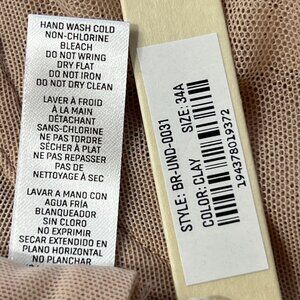 HAND WASH COLD
NON-CHLORINE
BLEACH
DO NOT WRING
DRY FLAT
DO NOT IRON
DO NOT DRY CLEAN
LAVER À FROID
À LA MAIN
DÉTACHANT
SANS-CHLORINE
NE PAS TORDRE
SÉCHER À PLAT
NE PAS REPASSER
PAS DE
NETTOYAGE À SEC
LAVAR A MANO CON
AGUA FRÍA
BLANQUEADOR
SIN CLORO
NO EXPRIMIR
SECAR EXTENDIDO EN
PLANO HORIZONTAL
NO PLANCHAR
STYLE: BR-UND-0031
COLOR: CLAY SIZE: 34A
194378019372